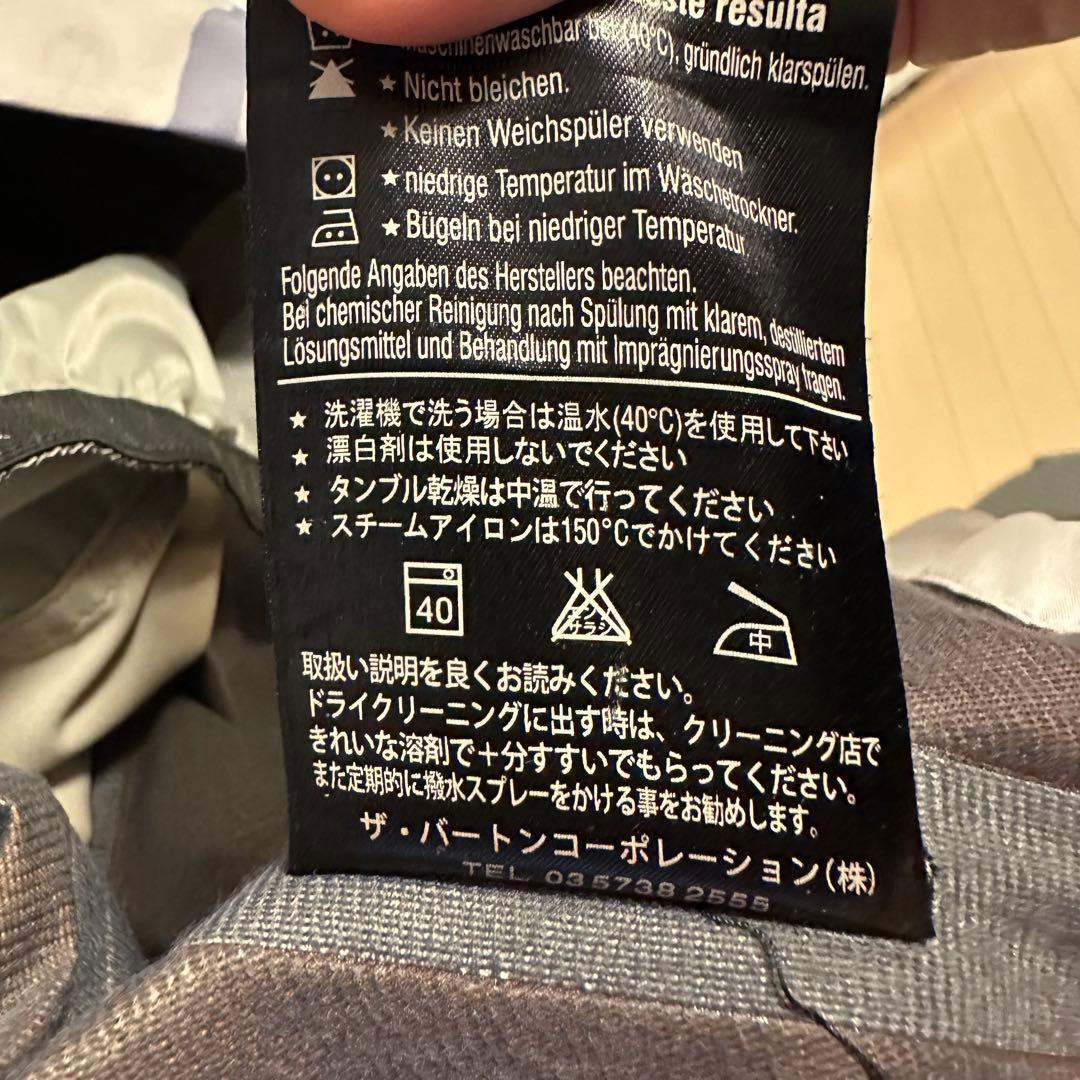 este resulta
Maschinenwaschbar bei (40°C), gründlich klarspülen.
★ Nicht bleichen.
★ Keinen Weichspüler verwenden
★ niedrige Temperatur im Wäschetrockner.
★ Bügeln bei niedriger Temperatur
Folgende Angaben des Herstellers beachten.
Bei chemischer Reinigung nach Spülung mit klarem, destilliertem
Lösungsmittel und Behandlung mit Imprägnierungsspray tragen.
★ 洗濯機で洗う場合は温水(40°C)を使用して下さい
★ 漂白剤は使用しないでください
★ タンブル乾燥は中温で行ってください
★ スチームアイロンは150°Cでかけてください
40
エンソ
サラシ
中
取扱い説明を良くお読みください。
ドライクリーニングに出す時は、クリーニング店で
きれいな溶剤で十分すすいでもらってください。
また定期的に撥水スプレーをかける事をお勧めします。
ザ・バートンコーポレーション(株)
TEL 03 5738 2555